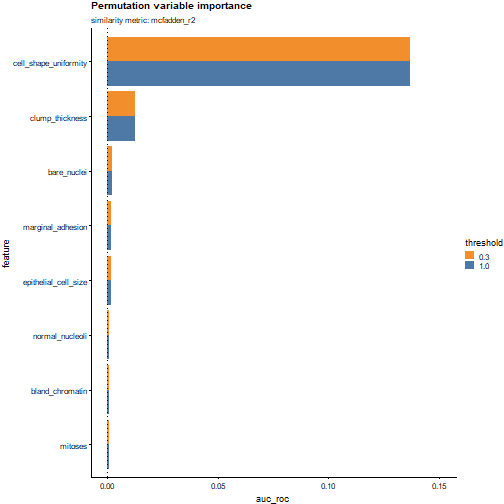 Permutation variable importance
similarity metric: mcfadden_r2
cell_shape_uniformity
clump_thickness
bare_nuclei
marginal_adhesion
epithelial_cell_size
normal_nucleoli
bland_chromatin
mitoses
feature
0.00 0.05 0.10 0.15
auc_roc
threshold
0.3
1.0